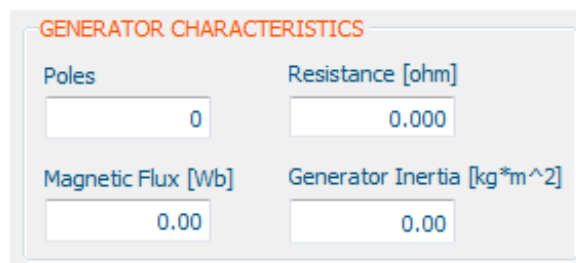 GENERATOR CHARACTERISTICS
Poles
Resistance [ohm]
0
0.000
Magnetic Flux [Wb]
Generator Inertia [kg*m^2]
0.00
0.00